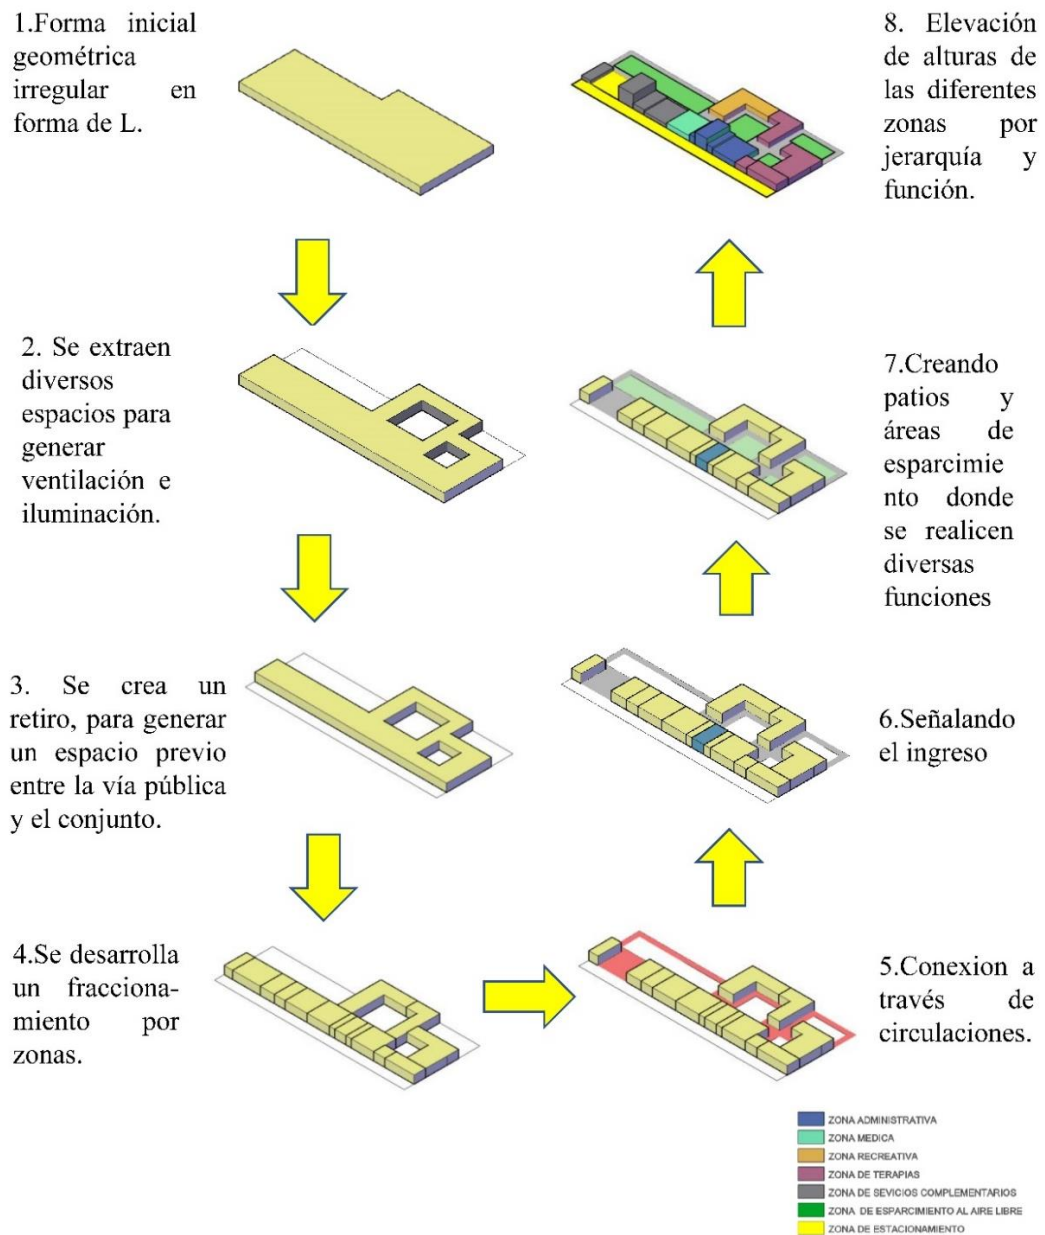 1.Forma inicial
geométrica
irregular en
forma de L.
2. Se extraen
diversos
espacios para
generar
ventilación e
iluminación.
3. Se crea un
retiro, para generar
un espacio previo
entre la vía pública
y el conjunto.
4.Se desarrolla
un fracciona-
miento por
zonas.
5.Conexion a
través de
circulaciones.
6.Señalando
el ingreso
7.Creando
patios y
áreas de
esparcimie
nto donde
se realicen
diversas
funciones
8. Elevación
de alturas de
las diferentes
zonas por
jerarquía y
función.
ZONA ADMINISTRATIVA
ZONA MEDICA
ZONA RECREATIVA
ZONA DE TERAPIAS
ZONA DE SEVICIOS COMPLEMENTARIOS
ZONA DE ESPARCIMIENTO AL AIRE LIBRE
ZONA DE ESTACIONAMIENTO